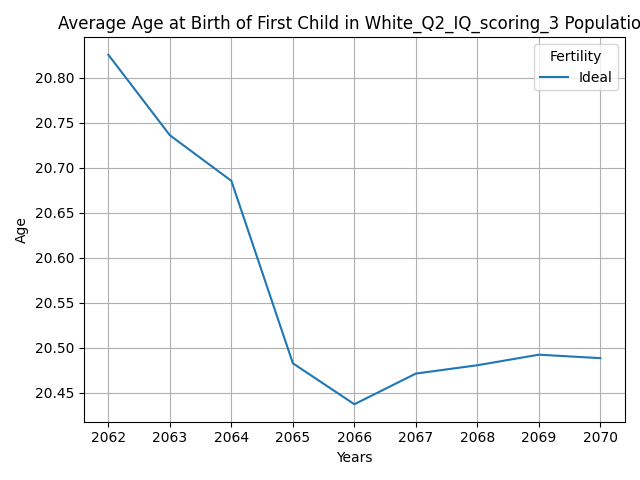 Average Age at Birth of First Child in White_Q2_IQ_scoring_3 Populatio
Fertility
Ideal
20.80
20.75
20.70
20.65
20.60
20.55
20.50
20.45
Age
2062 2063 2064 2065 2066 2067 2068 2069 2070
Years